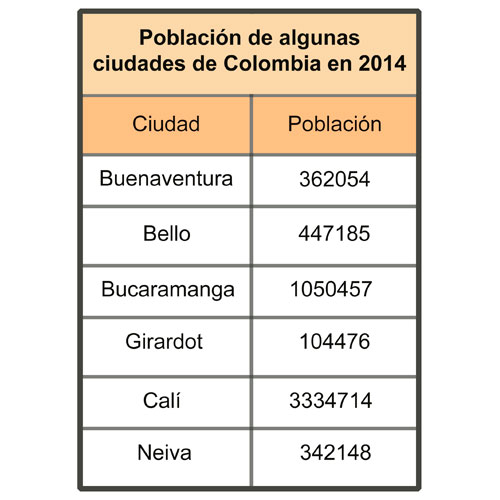 Población de algunas
ciudades de Colombia en 2014
Ciudad Población
Buenaventura 362054
Bello 447185
Bucaramanga 1050457
Girardot 104476
Calí 3334714
Neiva 342148